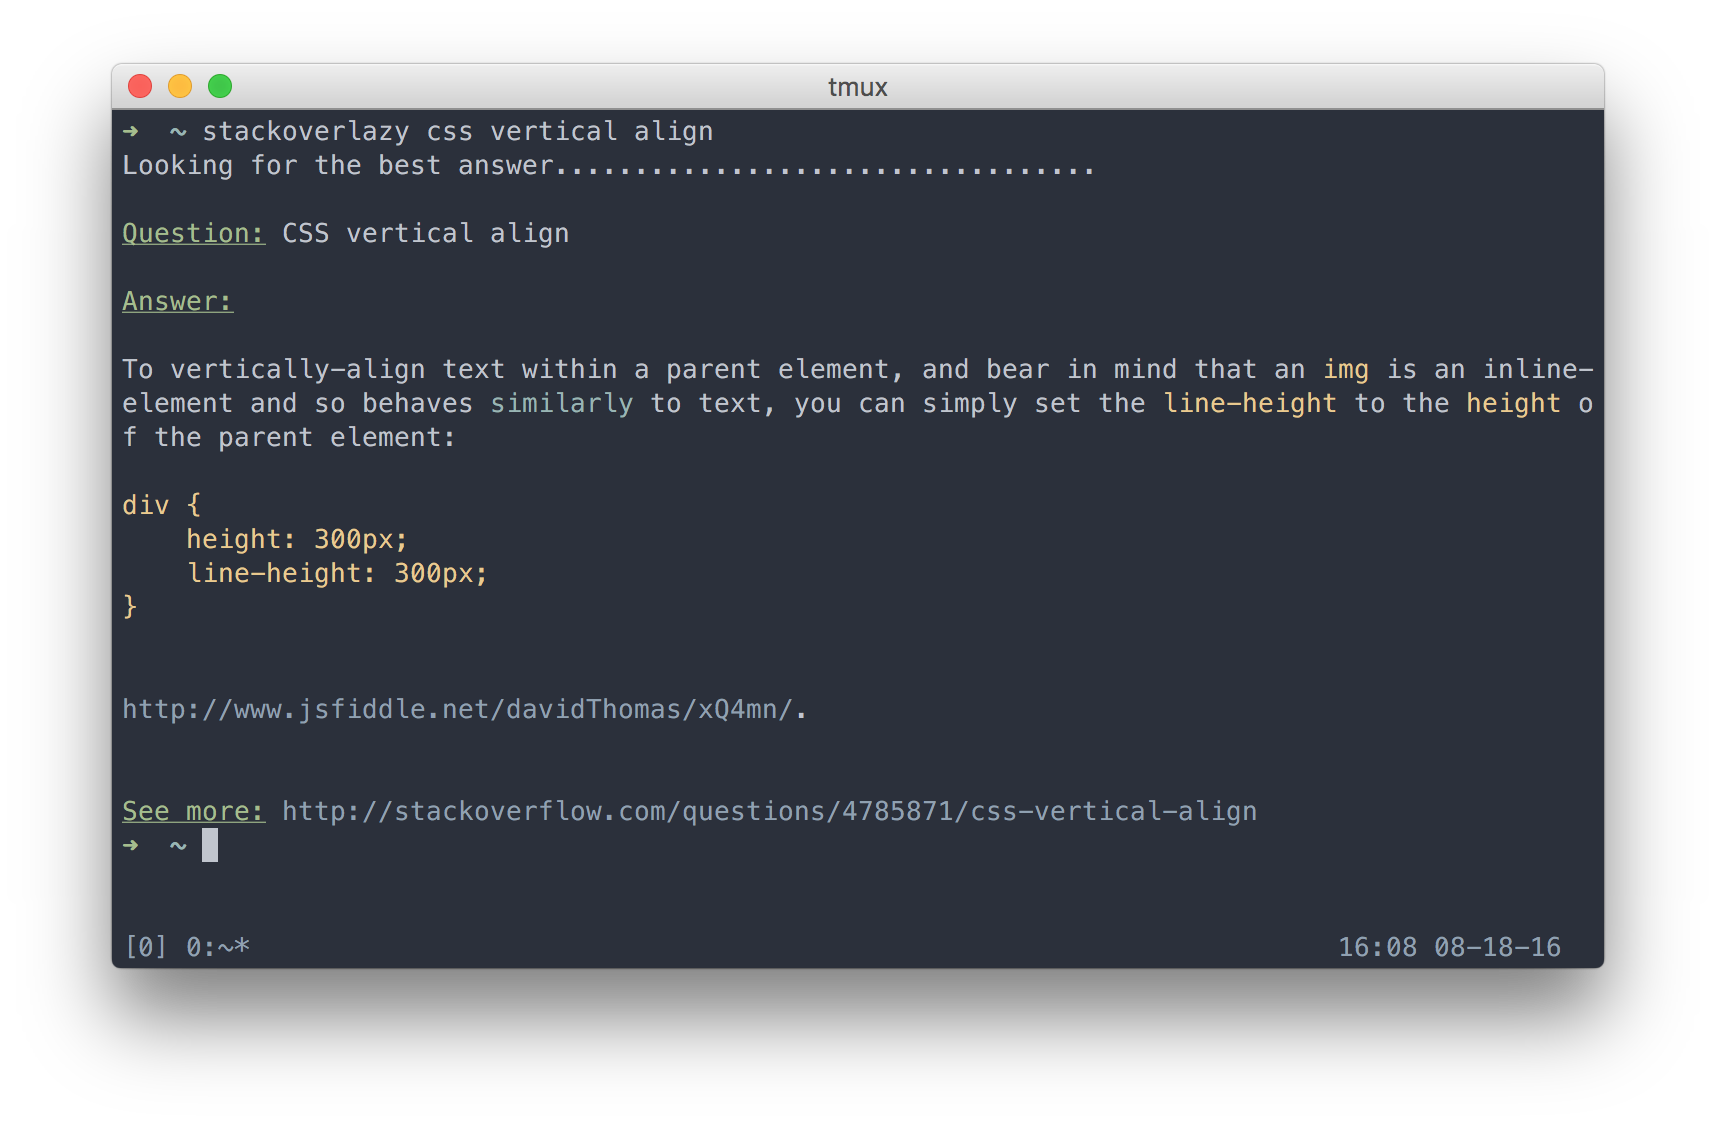 tmux
➜  ~ stackoverlazy css vertical align
Looking for the best answer..................................
Question: CSS vertical align
Answer:
To vertically-align text within a parent element, and bear in mind that an img is an inline-
element and so behaves similarly to text, you can simply set the line-height to the height o
f the parent element:
div {
    height: 300px;
    line-height: 300px;
}
http://www.jsfiddle.net/davidThomas/xQ4mn/.
See more: http://stackoverflow.com/questions/4785871/css-vertical-align
➜  ~
[0] 0:~* 16:08 08-18-16